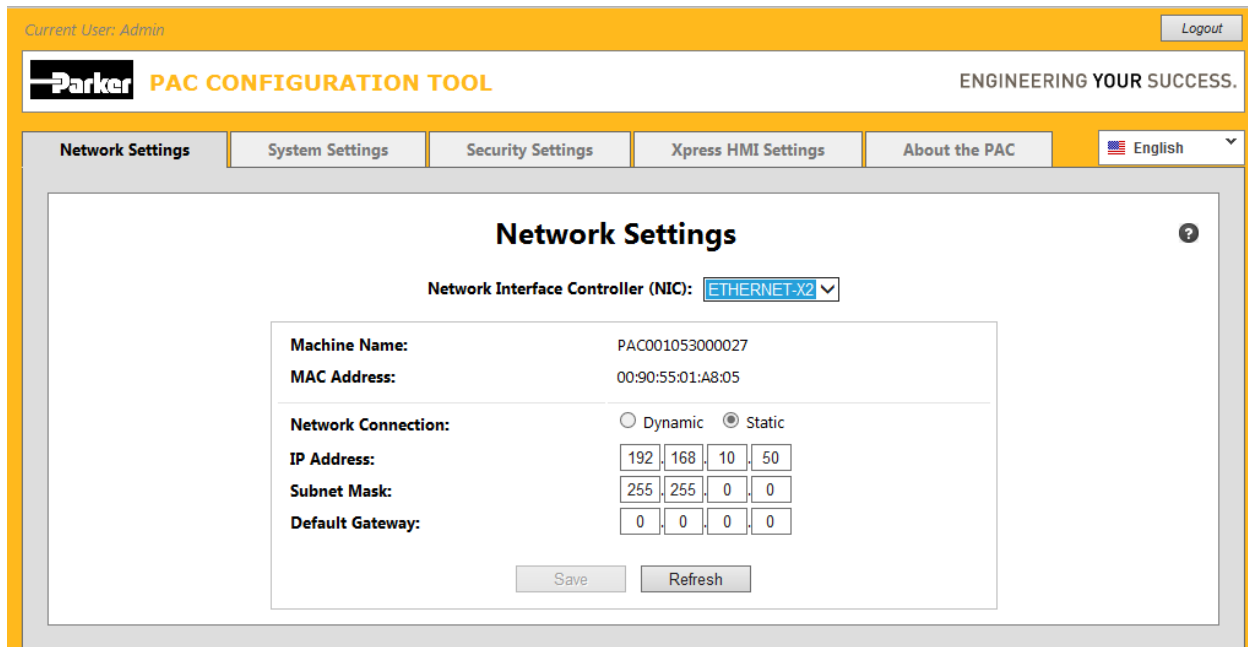 Current User: Admin
Logout
Parker PAC CONFIGURATION TOOL ENGINEERING YOUR SUCCESS.
Network Settings System Settings Security Settings Xpress HMI Settings About the PAC English
Network Settings ?
Network Interface Controller (NIC): ETHERNET-X2
Machine Name: PAC001053000027
MAC Address: 00:90:55:01:A8:05
Network Connection: Dynamic Static
IP Address: 192. 168. 10. 50
Subnet Mask: 255. 255. 0. 0
Default Gateway: 0. 0. 0. 0
Save Refresh